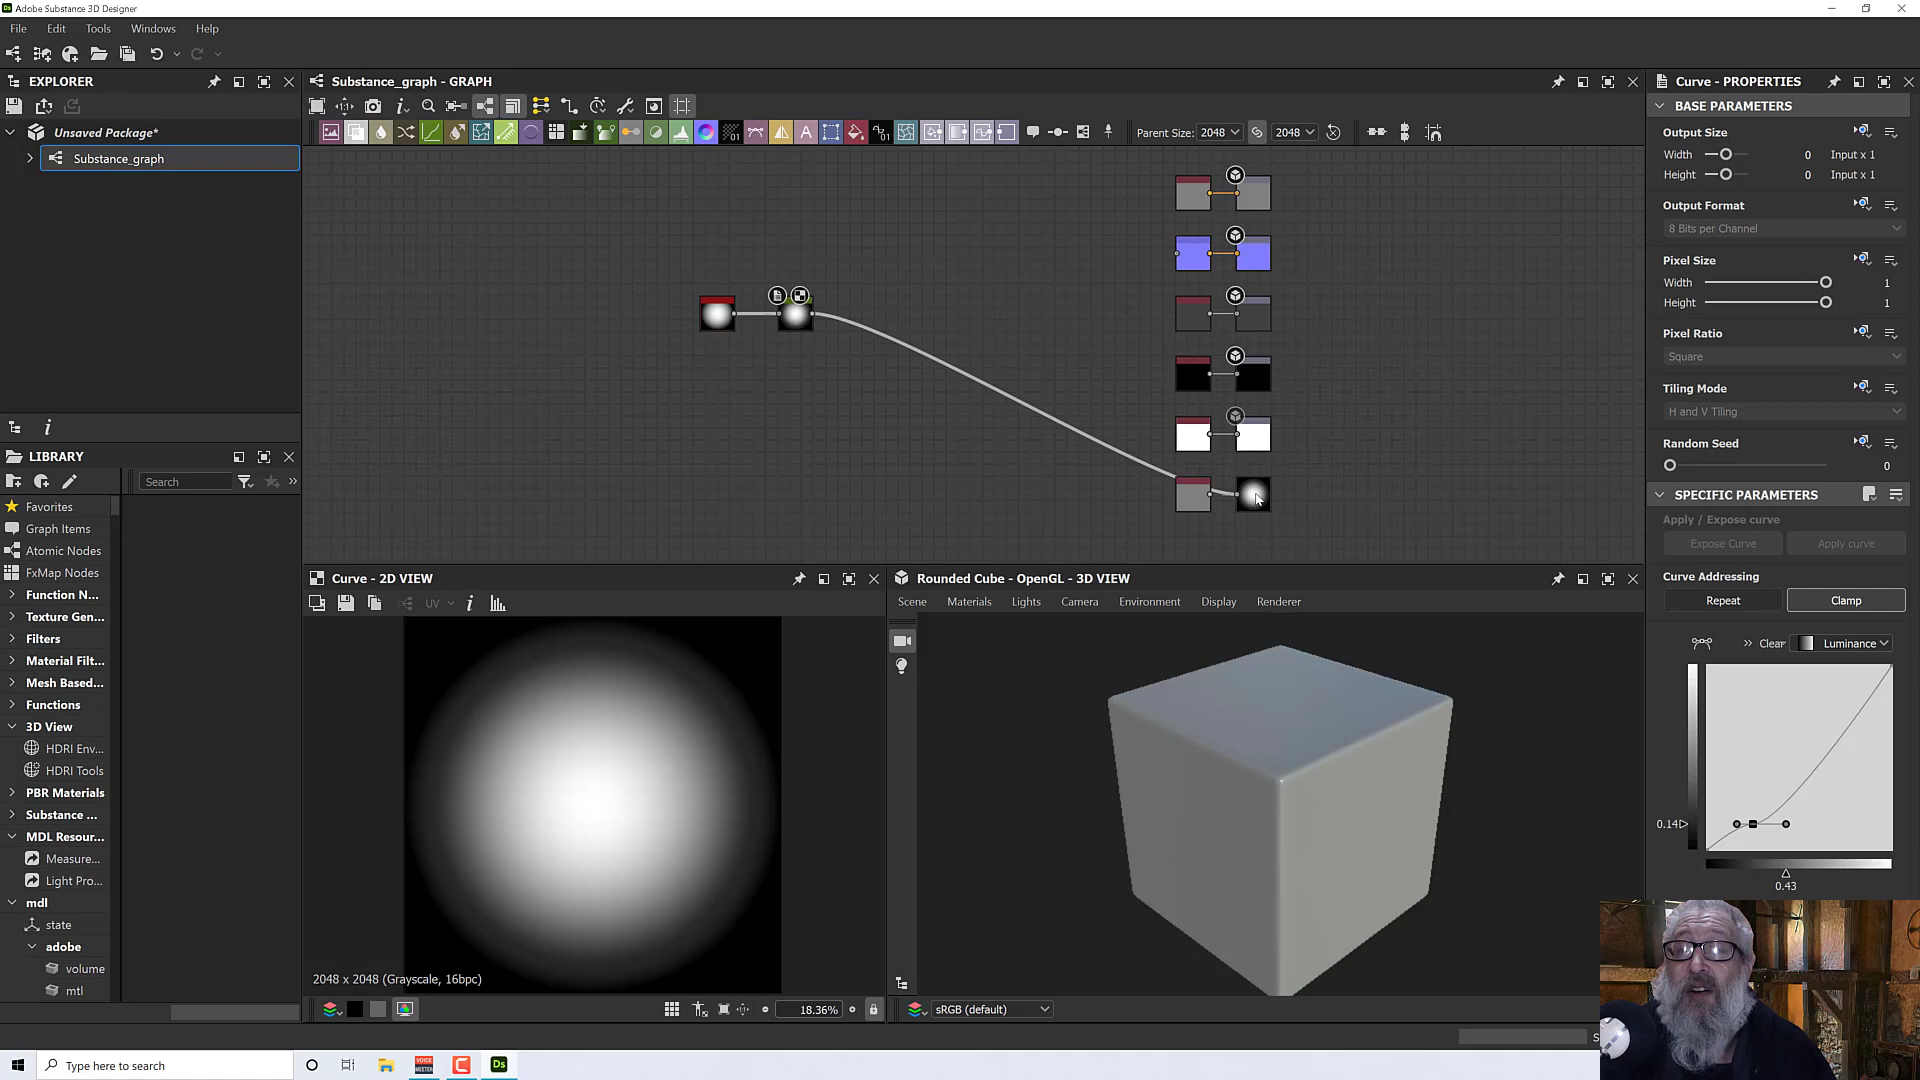 Adobe Substance 3D Designer
File Edit Tools Windows Help
EXPLORER
Unsaved Package*
Substance_graph
Substance_graph - GRAPH
Parent Size: 2048 2048
Curve - PROPERTIES
BASE PARAMETERS
Output Size
Width 0 Input x 1
Height 0 Input x 1
Output Format
8 Bits per Channel
Pixel Size
Width 1
Height 1
Pixel Ratio
Square
Tiling Mode
H and V Tiling
Random Seed
0
SPECIFIC PARAMETERS
Apply / Expose curve
Expose Curve Apply curve
Curve Addressing
Repeat Clamp
Clear Luminance
0.14
0.43
LIBRARY
Search
Favorites
Graph Items
Atomic Nodes
FxMap Nodes
Function N...
Texture Gen...
Filters
Material Filt...
Mesh Based...
Functions
3D View
HDRI Env...
HDRI Tools
PBR Materials
Substance ...
MDL Resour...
Measure...
Light Pro...
mdl
state
adobe
volume
mtl
Curve - 2D VIEW
UV
2048 x 2048 (Grayscale, 16bpc)
18.36%
Rounded Cube - OpenGL - 3D VIEW
Scene Materials Lights Camera Environment Display Renderer
sRGB (default)
Type here to search
VOICE MEETER
Ds